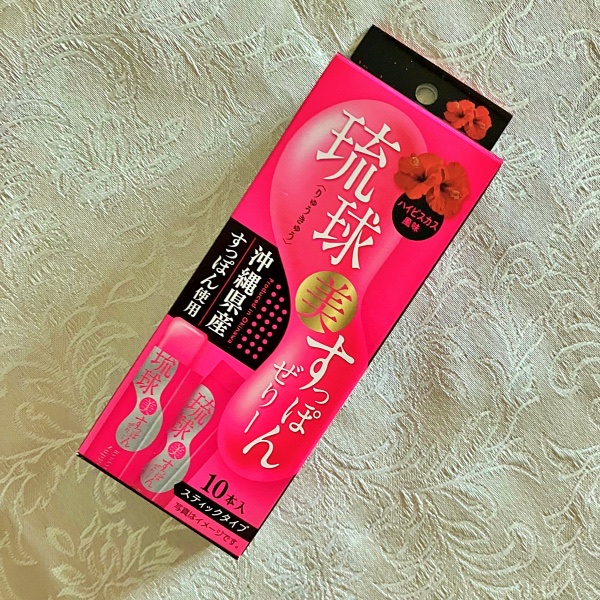 琉球
〈りゅうきゅう〉
美
すっぽん
ぜりー
ハイビスカス
風味
沖縄県産
すっぽん使用
Produced in Okinawa
琉球
美
すっぽん
琉球
美
すっぽん
10本入
スティックタイプ
写真はイメージです。